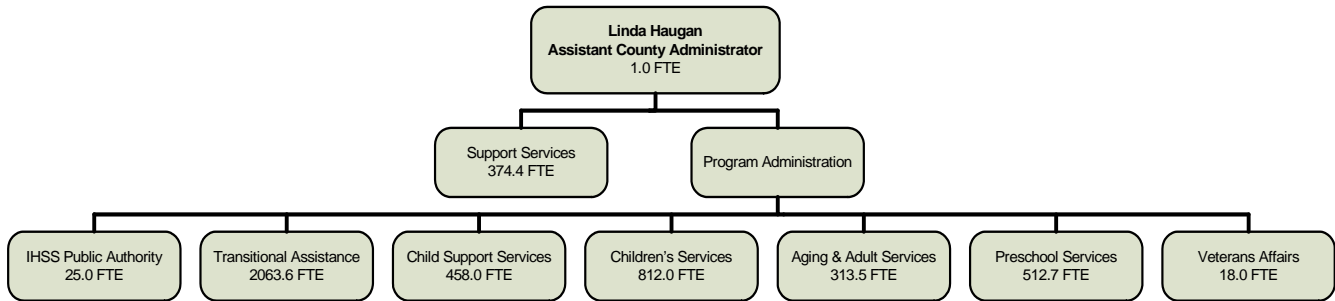 Linda Haugan
Assistant County Administrator
1.0 FTE
Support Services
374.4 FTE
Program Administration
IHSS Public Authority
25.0 FTE
Transitional Assistance
2063.6 FTE
Child Support Services
458.0 FTE
Children's Services
812.0 FTE
Aging & Adult Services
313.5 FTE
Preschool Services
512.7 FTE
Veterans Affairs
18.0 FTE